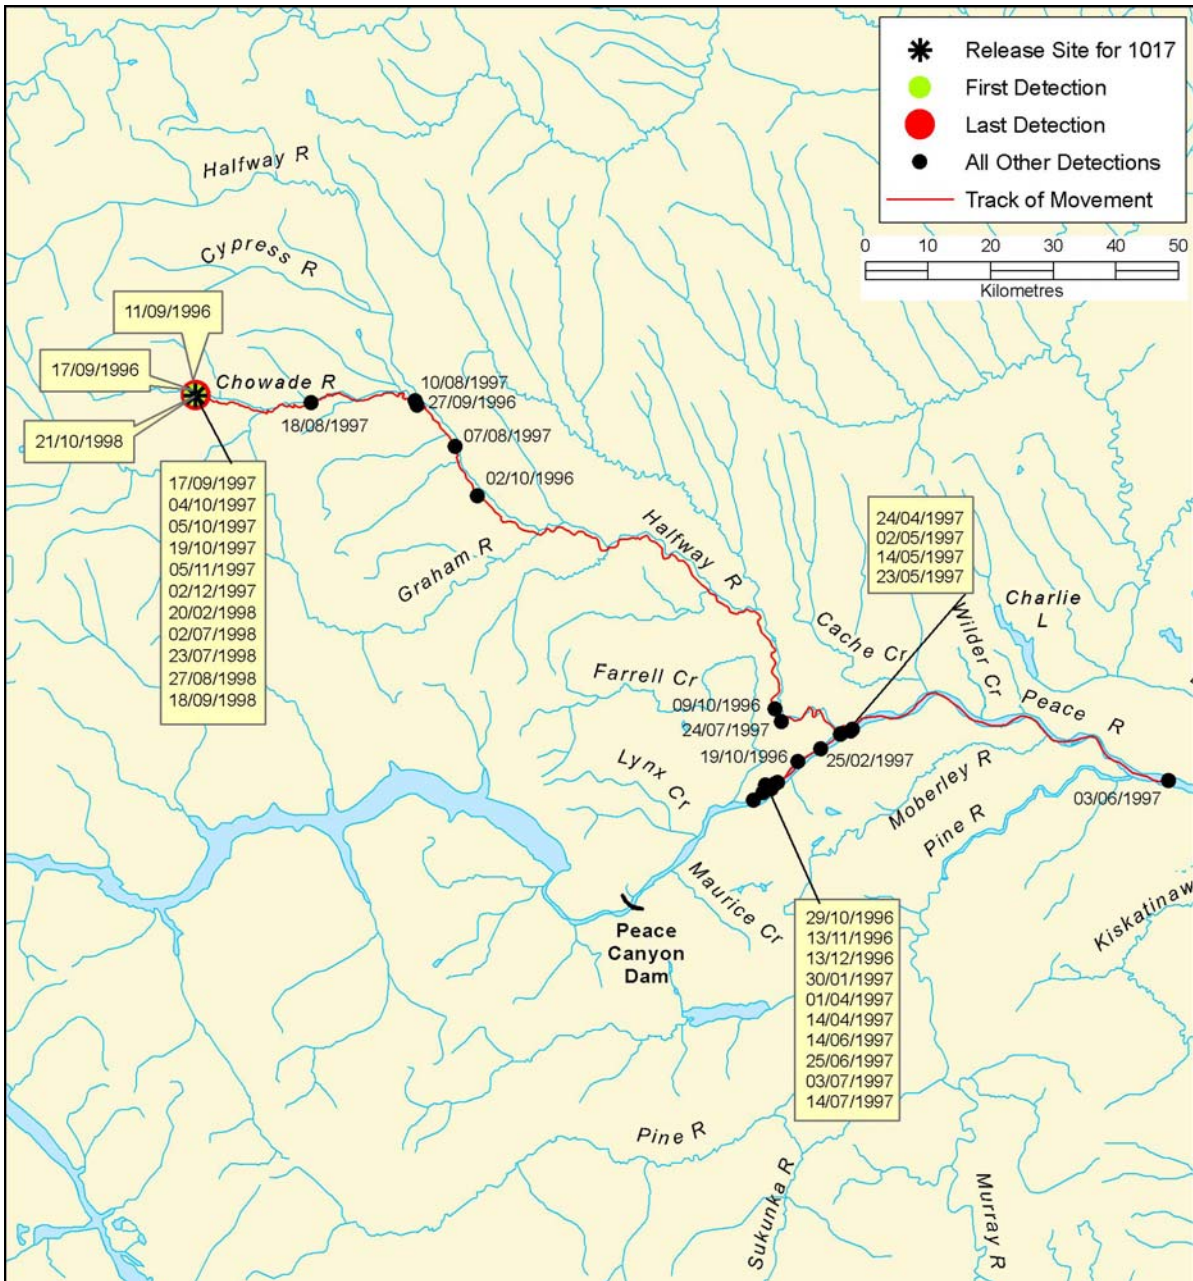 Release Site for 1017
First Detection
Last Detection
All Other Detections
Track of Movement
0 10 20 30 40 50
Kilometres
Halfway R
Cypress R
11/09/1996
17/09/1996
Chowade R
21/10/1998
18/08/1997
10/08/1997
27/09/1996
07/08/1997
02/10/1996
17/09/1997
04/10/1997
05/10/1997
19/10/1997
05/11/1997
02/12/1997
20/02/1998
02/07/1998
23/07/1998
27/08/1998
18/09/1998
Graham R
Halfway R
24/04/1997
02/05/1997
14/05/1997
23/05/1997
Charlie
L
Wilder Cr
Cache Cr
Farrell Cr
Peace R
09/10/1996
24/07/1997
19/10/1996
25/02/1997
Lynx Cr
Moberley R
03/06/1997
Pine R
Maurice Cr
Kiskatinaw
Peace
Canyon
Dam
29/10/1996
13/11/1996
13/12/1996
30/01/1997
01/04/1997
14/04/1997
14/06/1997
25/06/1997
03/07/1997
14/07/1997
Pine R
Sukunka R
Murray R